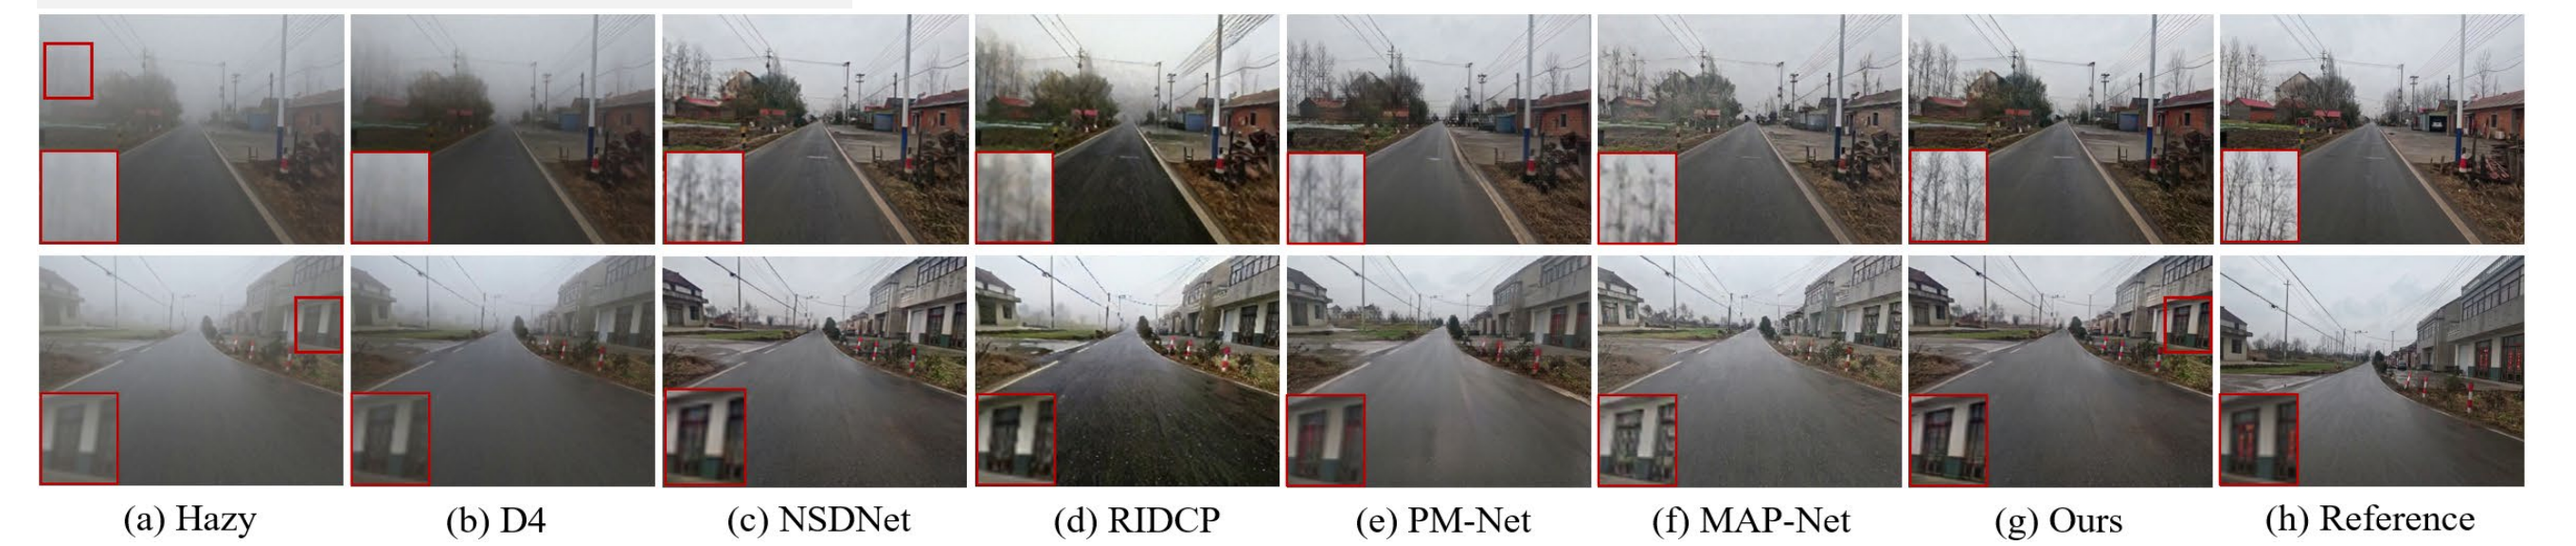 (a) Hazy (b) D4 (c) NSDNet (d) RIDCP (e) PM-Net (f) MAP-Net (g) Ours (h) Reference